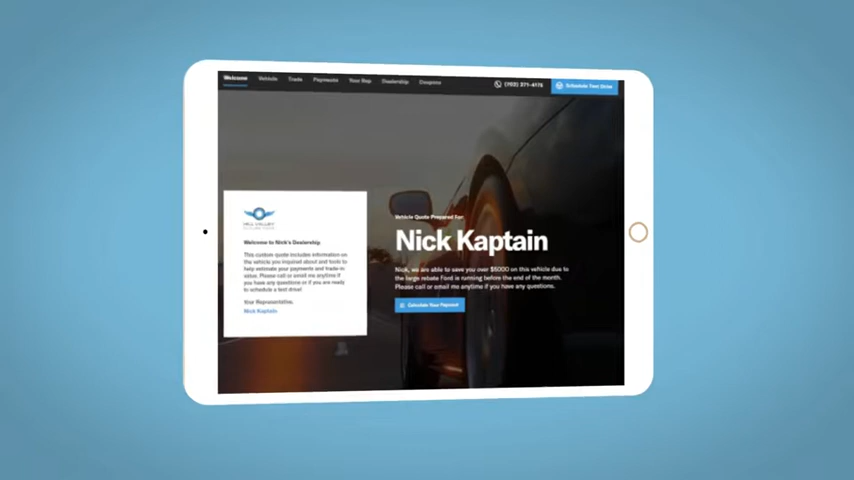 Welcome Vehicle Trade Payments Your Rep Dealership Coupons (702) 271-4175 Schedule Test Drive
HILL VALLEY
Welcome to Nick's Dealership.
This custom quote includes information on
the vehicle you inquired about and tools to
help estimate your payments and trade-in
value. Please call or email me anytime if
you have any questions or if you are ready
to schedule a test drive!
Your Representative,
Nick Kaptain
Vehicle Quote Prepared For:
Nick Kaptain
Nick, we are able to save you over $5000 on this vehicle due to
the large rebate Ford is running before the end of the month.
Please call or email me anytime if you have any questions.
Calculate Your Payment